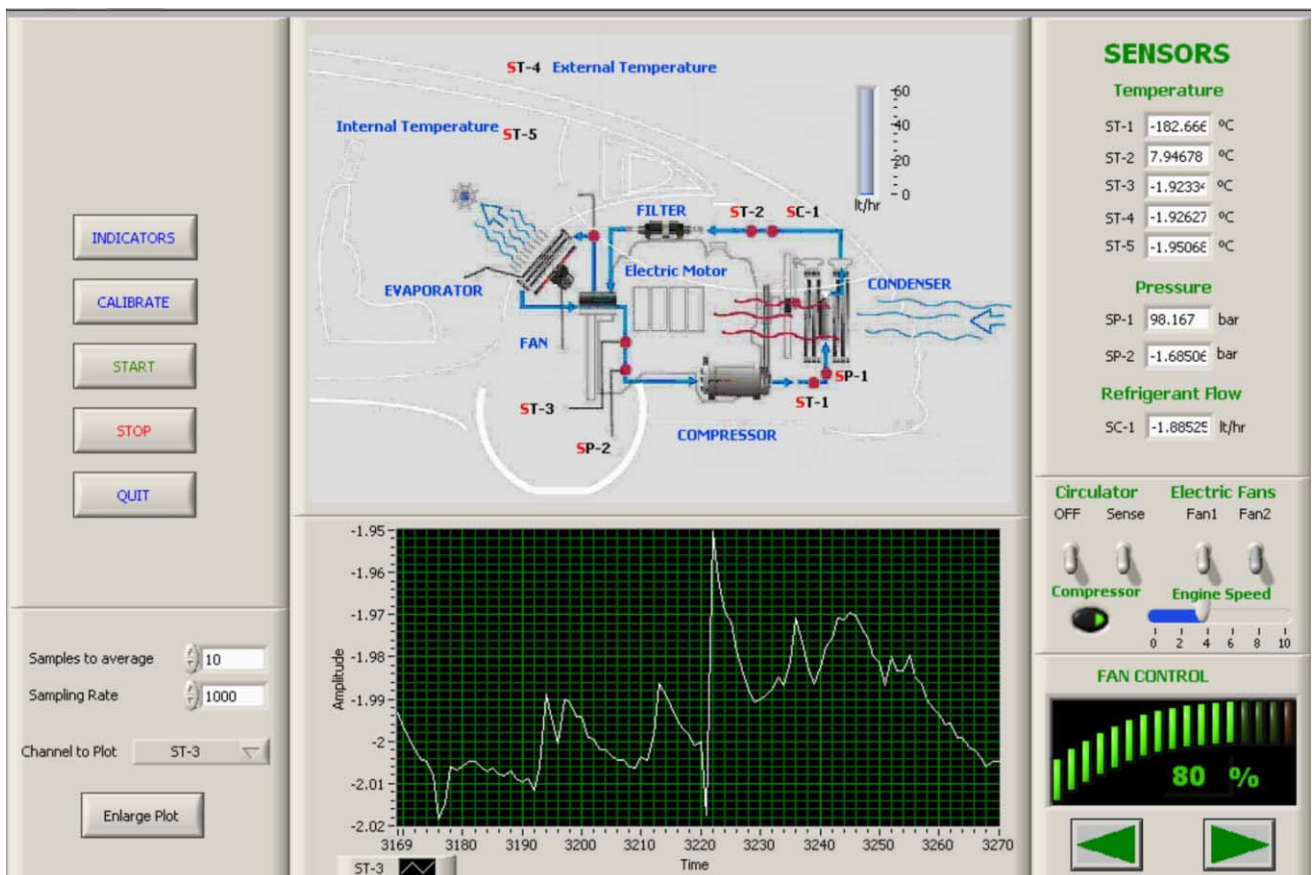 INDICATORS
CALIBRATE
START
STOP
QUIT
Samples to average 10
Sampling Rate 1000
Channel to Plot ST-3
Enlarge Plot
ST-4 External Temperature
Internal Temperature ST-5
60
40
20
0
lt/hr
FILTER ST-2 SC-1
Electric Motor
EVAPORATOR
CONDENSER
FAN
SP-1
ST-3
ST-1
COMPRESSOR
SP-2
-1.95
-1.96
-1.97
-1.98
-1.99
-2
-2.01
-2.02
Amplitude
3169 3180 3190 3200 3210 3220 3230 3240 3250 3260 3270
Time
ST-3
SENSORS
Temperature
ST-1 -182.666 ºC
ST-2 7.94678 ºC
ST-3 -1.92334 ºC
ST-4 -1.92627 ºC
ST-5 -1.95068 ºC
Pressure
SP-1 98.167 bar
SP-2 -1.68506 bar
Refrigerant Flow
SC-1 -1.88525 lt/hr
Circulator Electric Fans
OFF Sense Fan1 Fan2
Compressor Engine Speed
0 2 4 6 8 10
FAN CONTROL
80 %